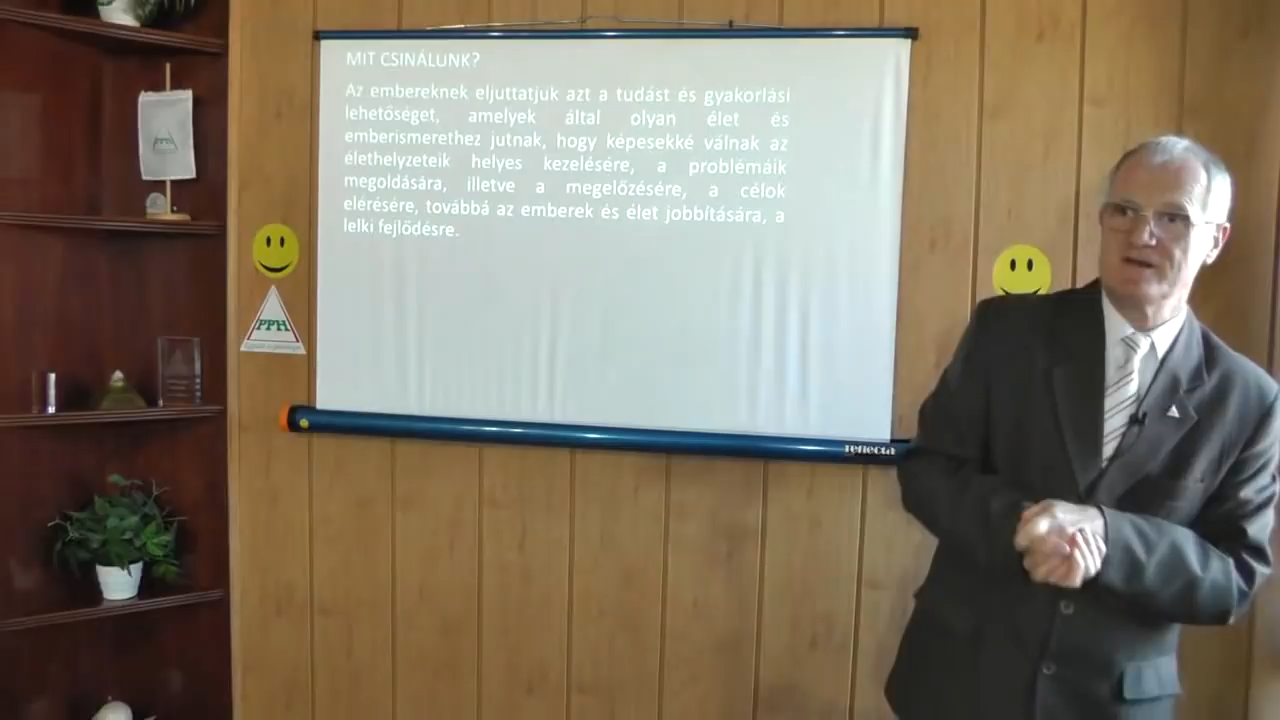 MIT CSINÁLUNK?
Az embereknek eljuttatjuk azt a tudást és gyakorlási
lehetőséget, amelyek által olyan élet és
emberismerethez jutnak, hogy képesekké válnak az
élethelyzeteik helyes kezelésére, a problémáik
megoldására, illetve a megelőzésére, a célok
elérésére, továbbá az emberek és élet jobbítására, a
lelki fejlődésre.
PPH
PPH
reflecta